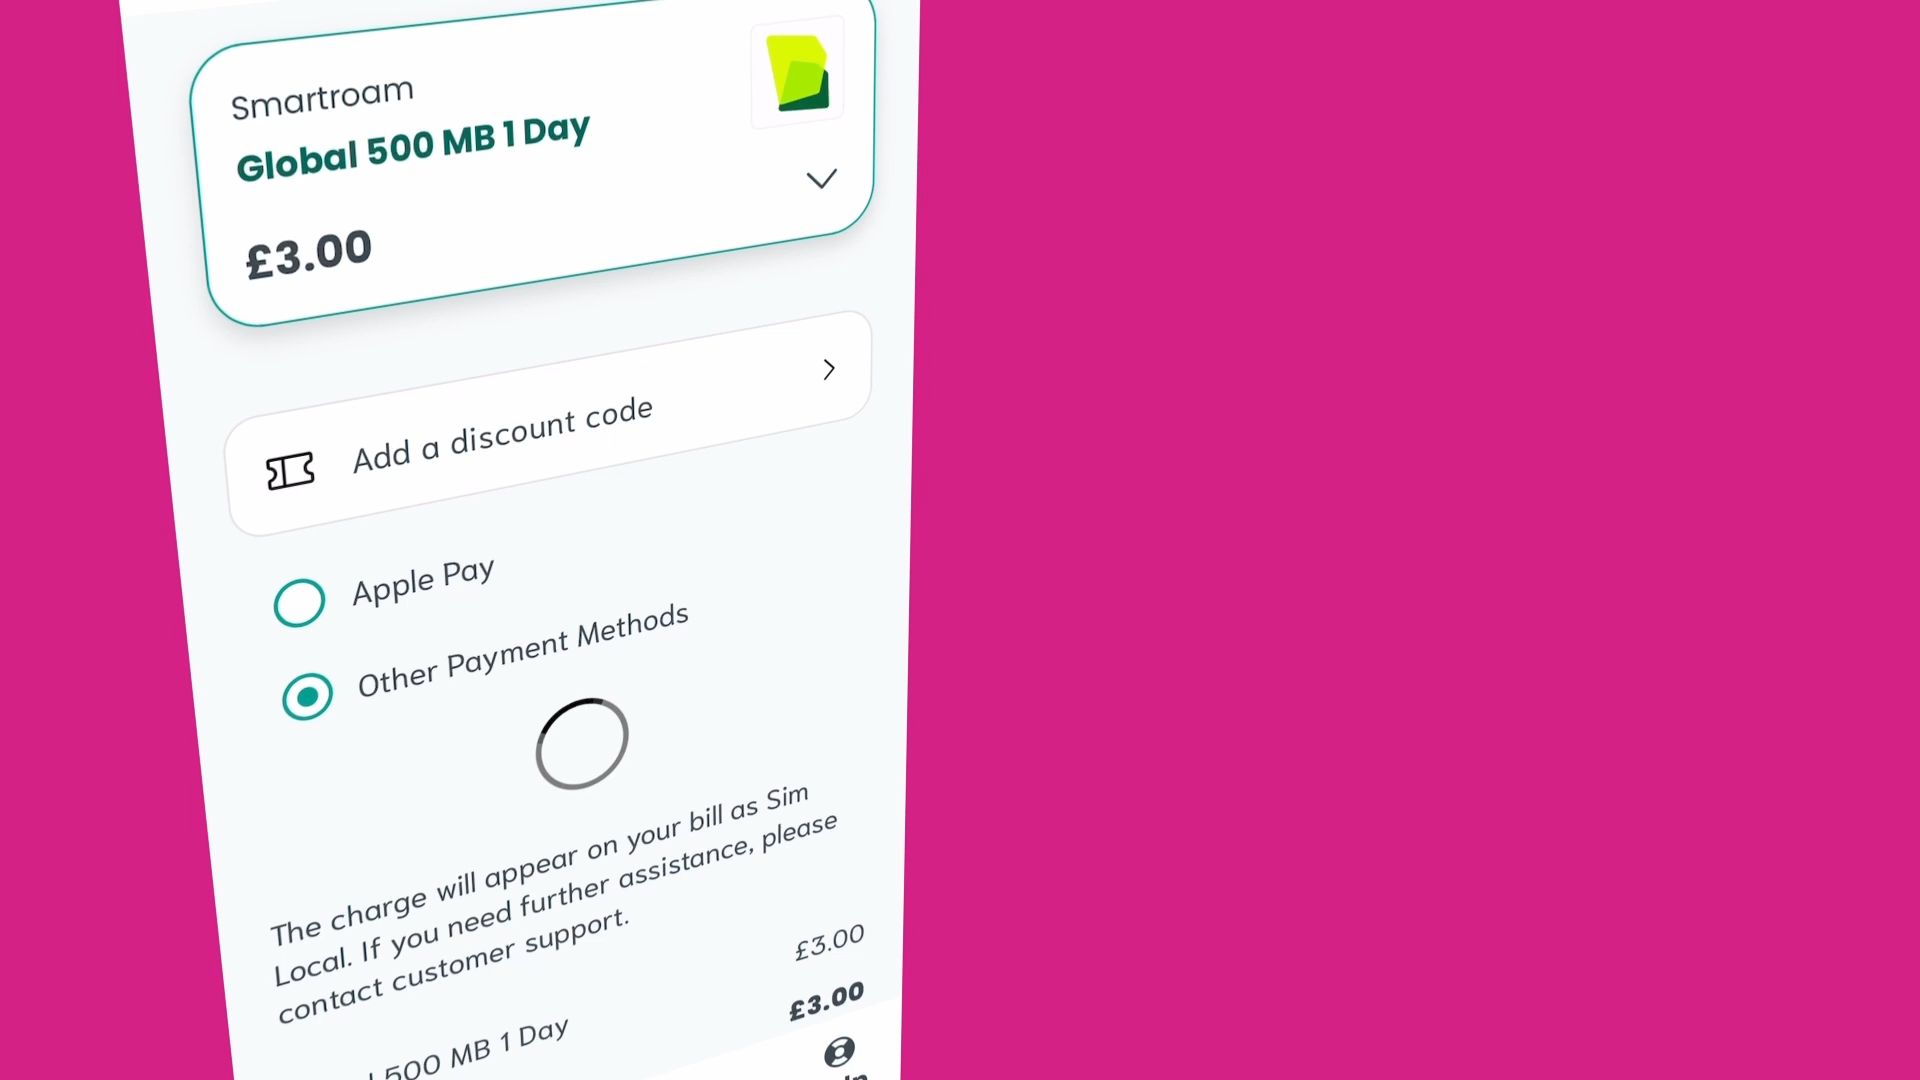 Smartroam
Global 500 MB 1 Day
£3.00
Add a discount code
Apple Pay
Other Payment Methods
The charge will appear on your bill as Sim
Local. If you need further assistance, please
contact customer support.
£3.00
500 MB 1 Day
£3.00